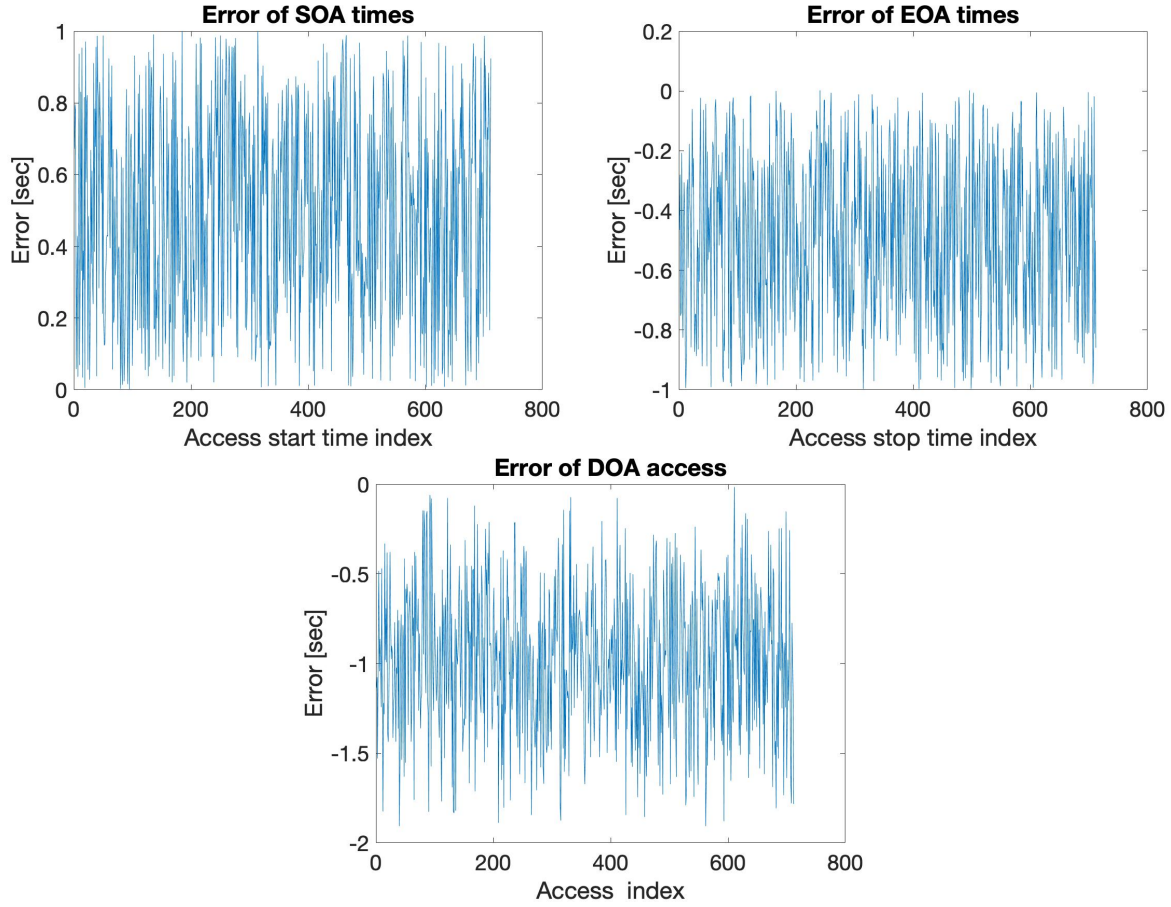 Error of SOA times
1
0.8
0.6
0.4
0.2
0
Error [sec]
0 200 400 600 800
Access start time index
Error of EOA times
0.2
0
-0.2
-0.4
-0.6
-0.8
-1
Error [sec]
0 200 400 600 800
Access stop time index
Error of DOA access
0
-0.5
-1
-1.5
-2
Error [sec]
0 200 400 600 800
Access index